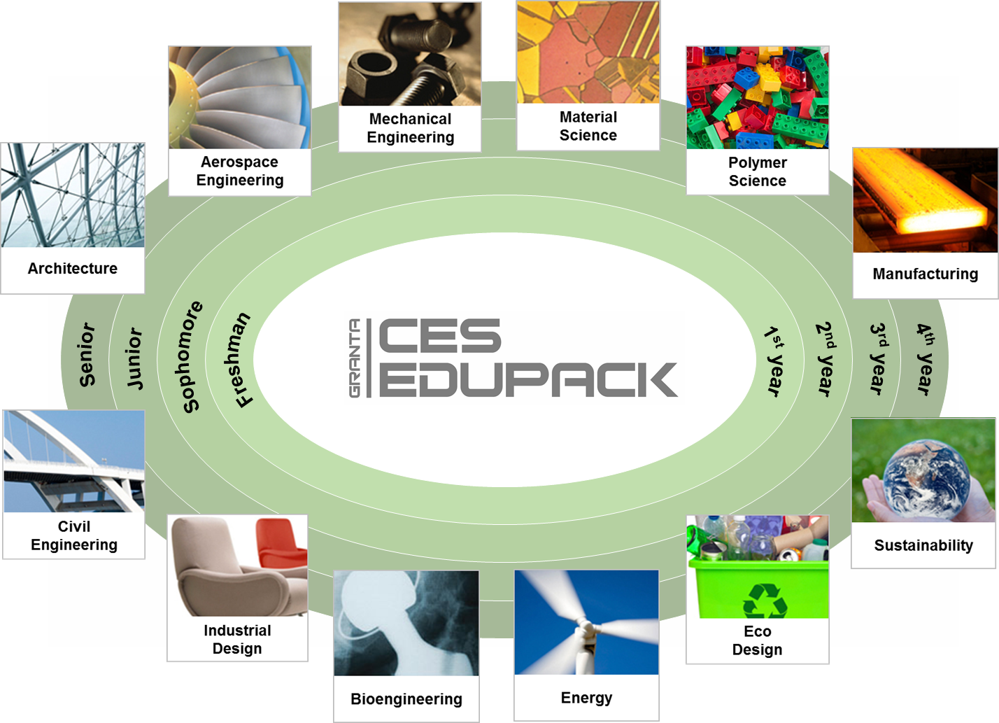 Mechanical
Engineering
Material
Science
Aerospace
Engineering
Polymer
Science
Architecture
Manufacturing
Senior
Junior
Sophomore
Freshman
GRANTA
CES
EDUPACK
1st year
2nd year
3rd year
4th year
Civil
Engineering
Sustainability
Industrial
Design
Eco
Design
Bioengineering
Energy